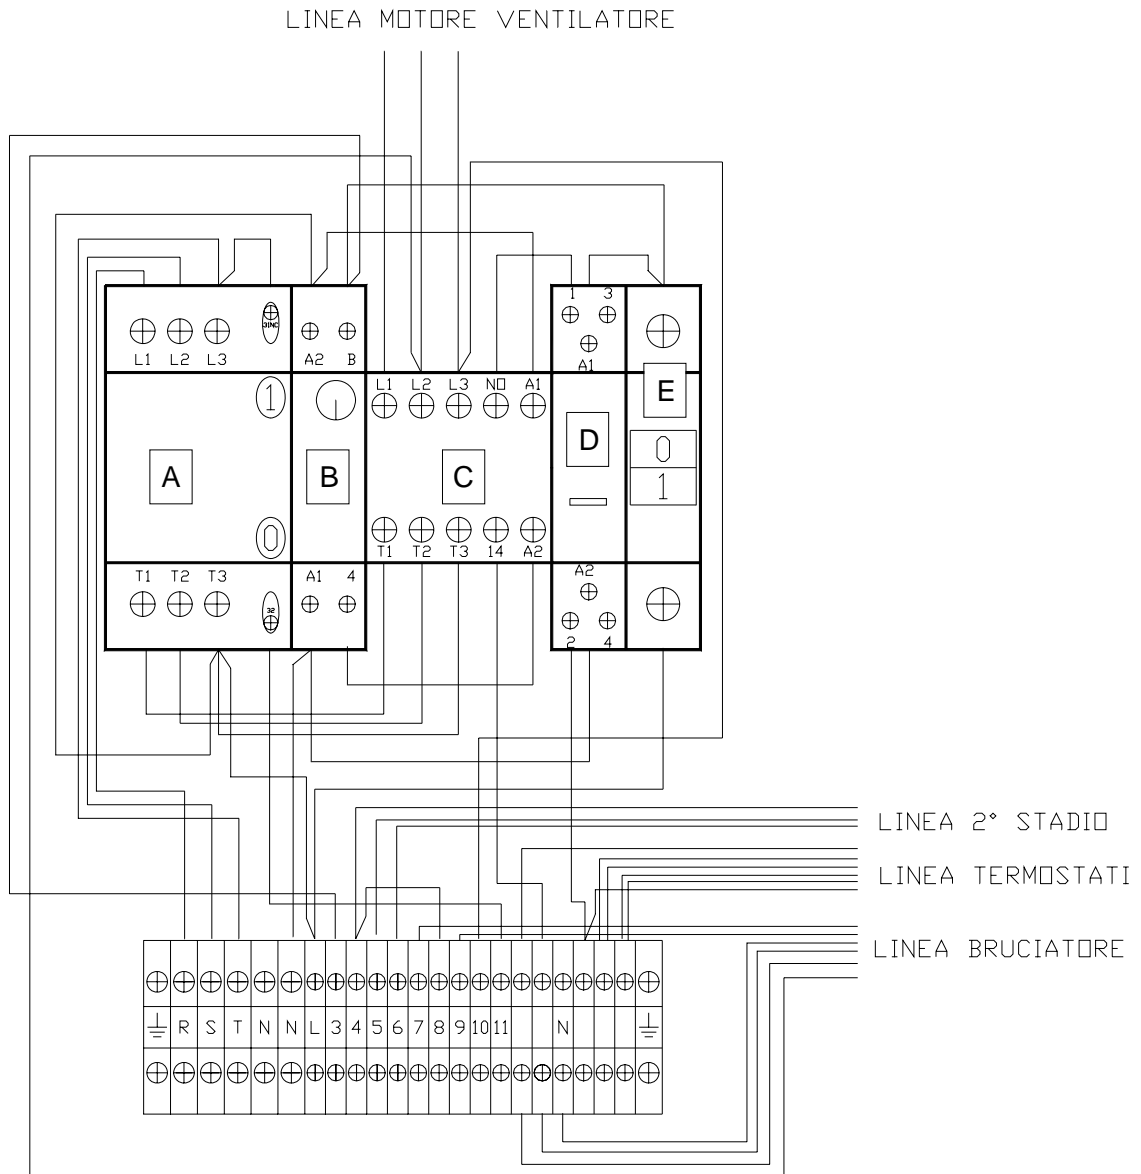 LINEA MOTORE VENTILATORE
1 3
31NC
L1 L2 L3 A2 B A1
L1 L2 L3 NO A1
E
1
D
0
A B C 1
0
T1 T2 T3 14 A2
T1 T2 T3 A1 4 A2
32
2 4
LINEA 2° STADIO
LINEA TERMOSTATI
LINEA BRUCIATORE
R S T N N L 3 4 5 6 7 8 9 10 11 N